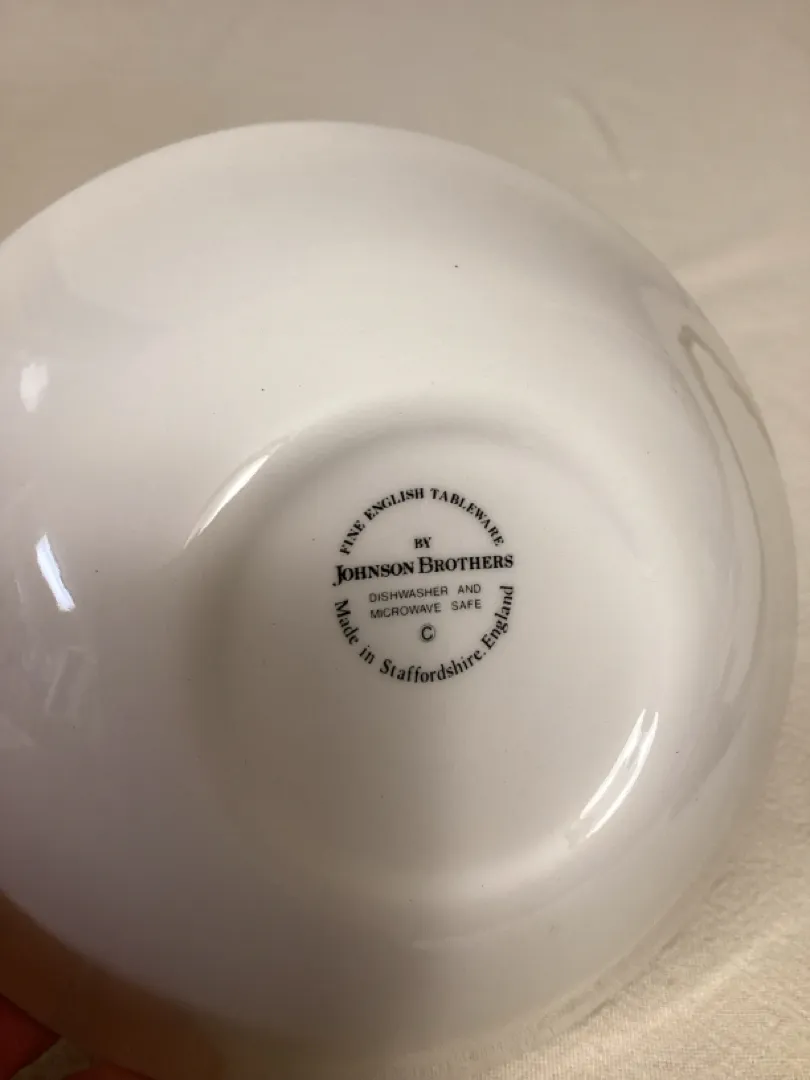 FINE ENGLISH TABLEWARE
BY
JOHNSON BROTHERS
DISHWASHER AND
MICROWAVE SAFE
©
Made in Staffordshire. England